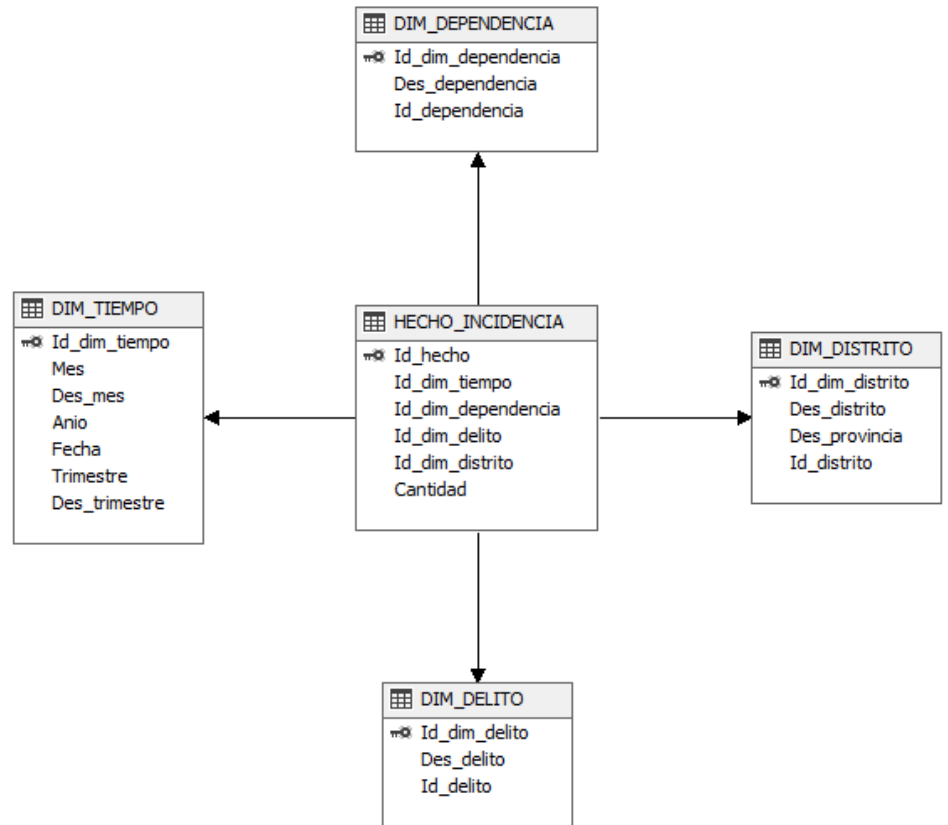 DIM_DEPENDENCIA
Id_dim_dependencia
Des_dependencia
Id_dependencia
DIM_TIEMPO
Id_dim_tiempo
Mes
Des_mes
Anio
Fecha
Trimestre
Des_trimestre
HECHO_INCIDENCIA
Id_hecho
Id_dim_tiempo
Id_dim_dependencia
Id_dim_delito
Id_dim_distrito
Cantidad
DIM_DISTRITO
Id_dim_distrito
Des_distrito
Des_provincia
Id_distrito
DIM_DELITO
Id_dim_delito
Des_delito
Id_delito